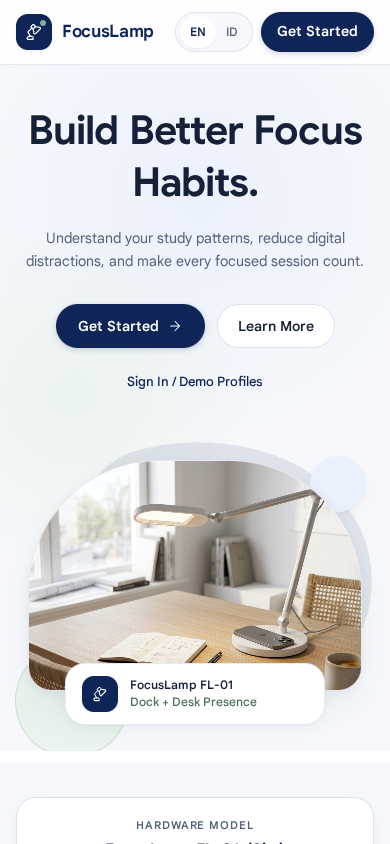 FocusLamp
EN
ID
Get Started
Build Better Focus
Habits.
Understand your study patterns, reduce digital
distractions, and make every focused session count.
Get Started
Learn More
Sign In / Demo Profiles
FocusLamp FL-01
Dock + Desk Presence
HARDWARE MODEL